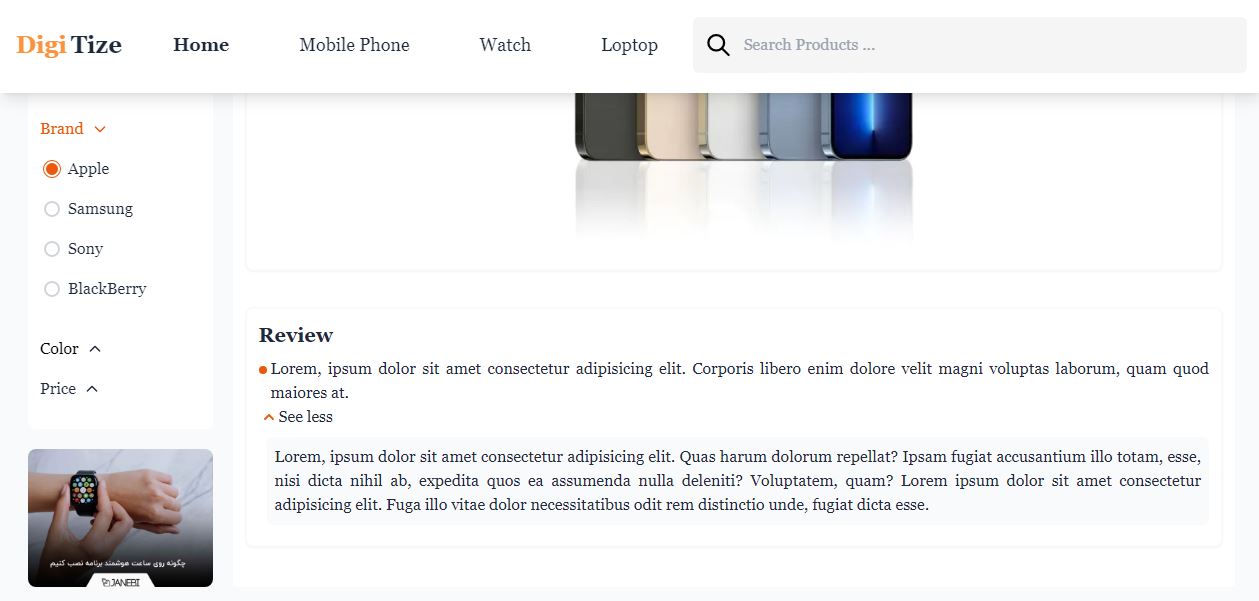 Digi Tize Home Mobile Phone Watch Loptop Search Products ...
Brand
Apple
Samsung
Sony
BlackBerry
Color
Price
چگونه روی ساعت هوشمند برنامه نصب کنیم
JANEBI
Review
Lorem, ipsum dolor sit amet consectetur adipisicing elit. Corporis libero enim dolore velit magni voluptas laborum, quam quod
maiores at.
See less
Lorem, ipsum dolor sit amet consectetur adipisicing elit. Quas harum dolorum repellat? Ipsam fugiat accusantium illo totam, esse,
nisi dicta nihil ab, expedita quos ea assumenda nulla deleniti? Voluptatem, quam? Lorem ipsum dolor sit amet consectetur
adipisicing elit. Fuga illo vitae dolor necessitatibus odit rem distinctio unde, fugiat dicta esse.